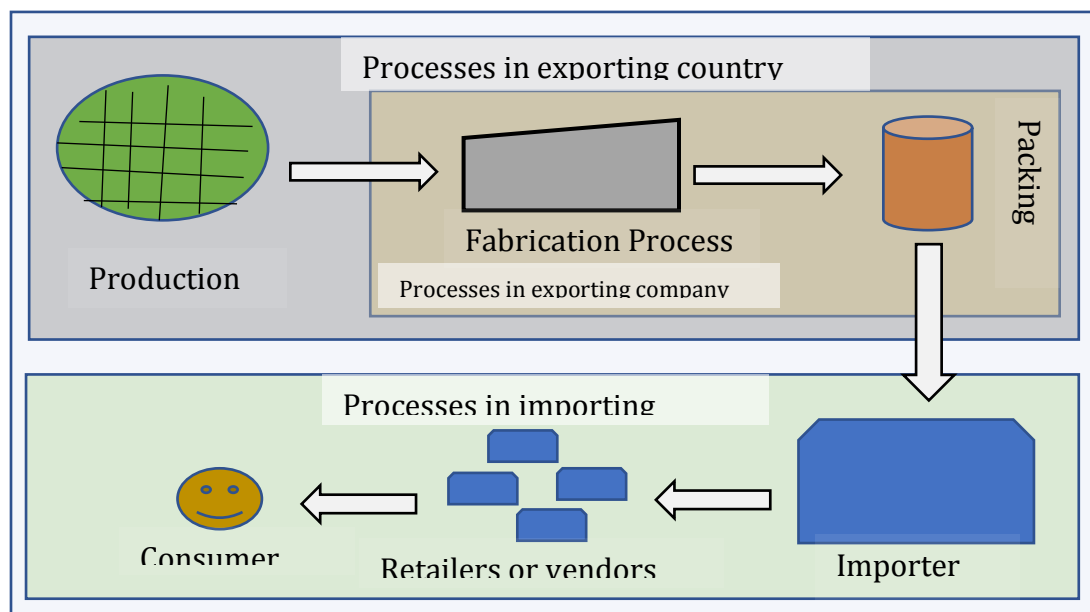 Processes in exporting country
Packing
Fabrication Process
Production
Processes in exporting company
Processes in importing
Consumer
Retailers or vendors
Importer